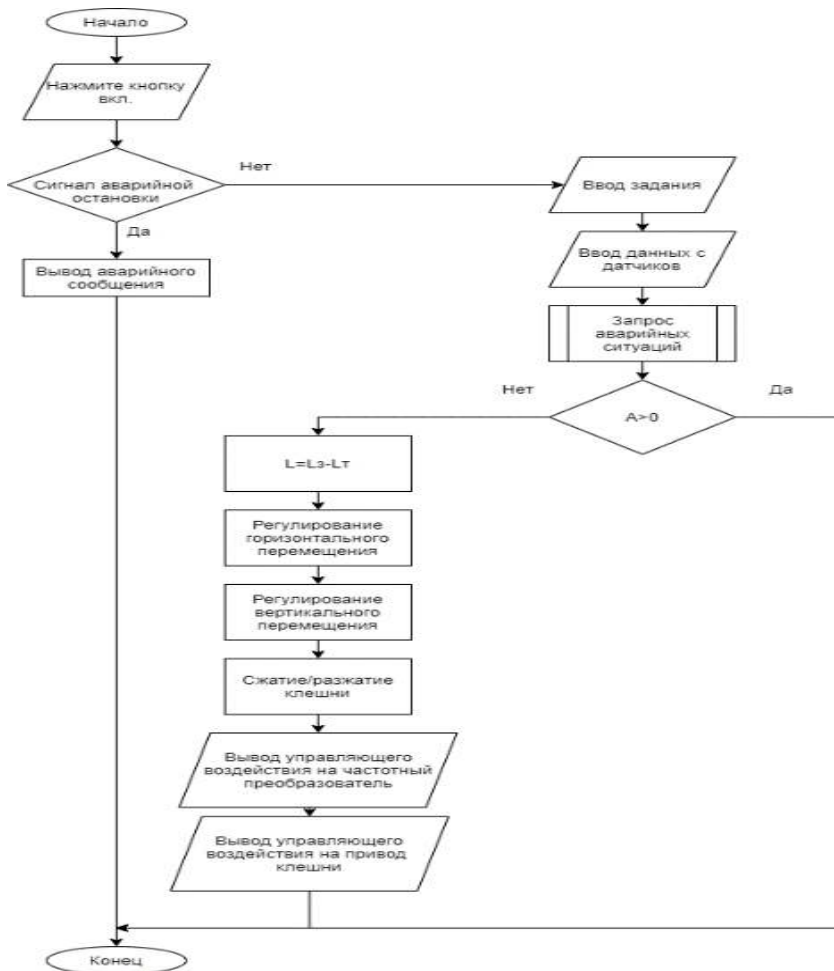 Начало
Нажмите кнопку
вкл.
Сигнал аварийной
остановки
Нет
Да
Вывод аварийного
сообщения
Ввод задания
Ввод данных с
датчиков
Запрос
аварийных
ситуаций
A>0
Нет
Да
L=Lз-Lт
Регулирование
горизонтального
перемещения
Регулирование
вертикального
перемещения
Сжатие/разжатие
клешни
Вывод управляющего
воздействия на частотный
преобразователь
Вывод управляющего
воздействия на привод
клешни
Конец